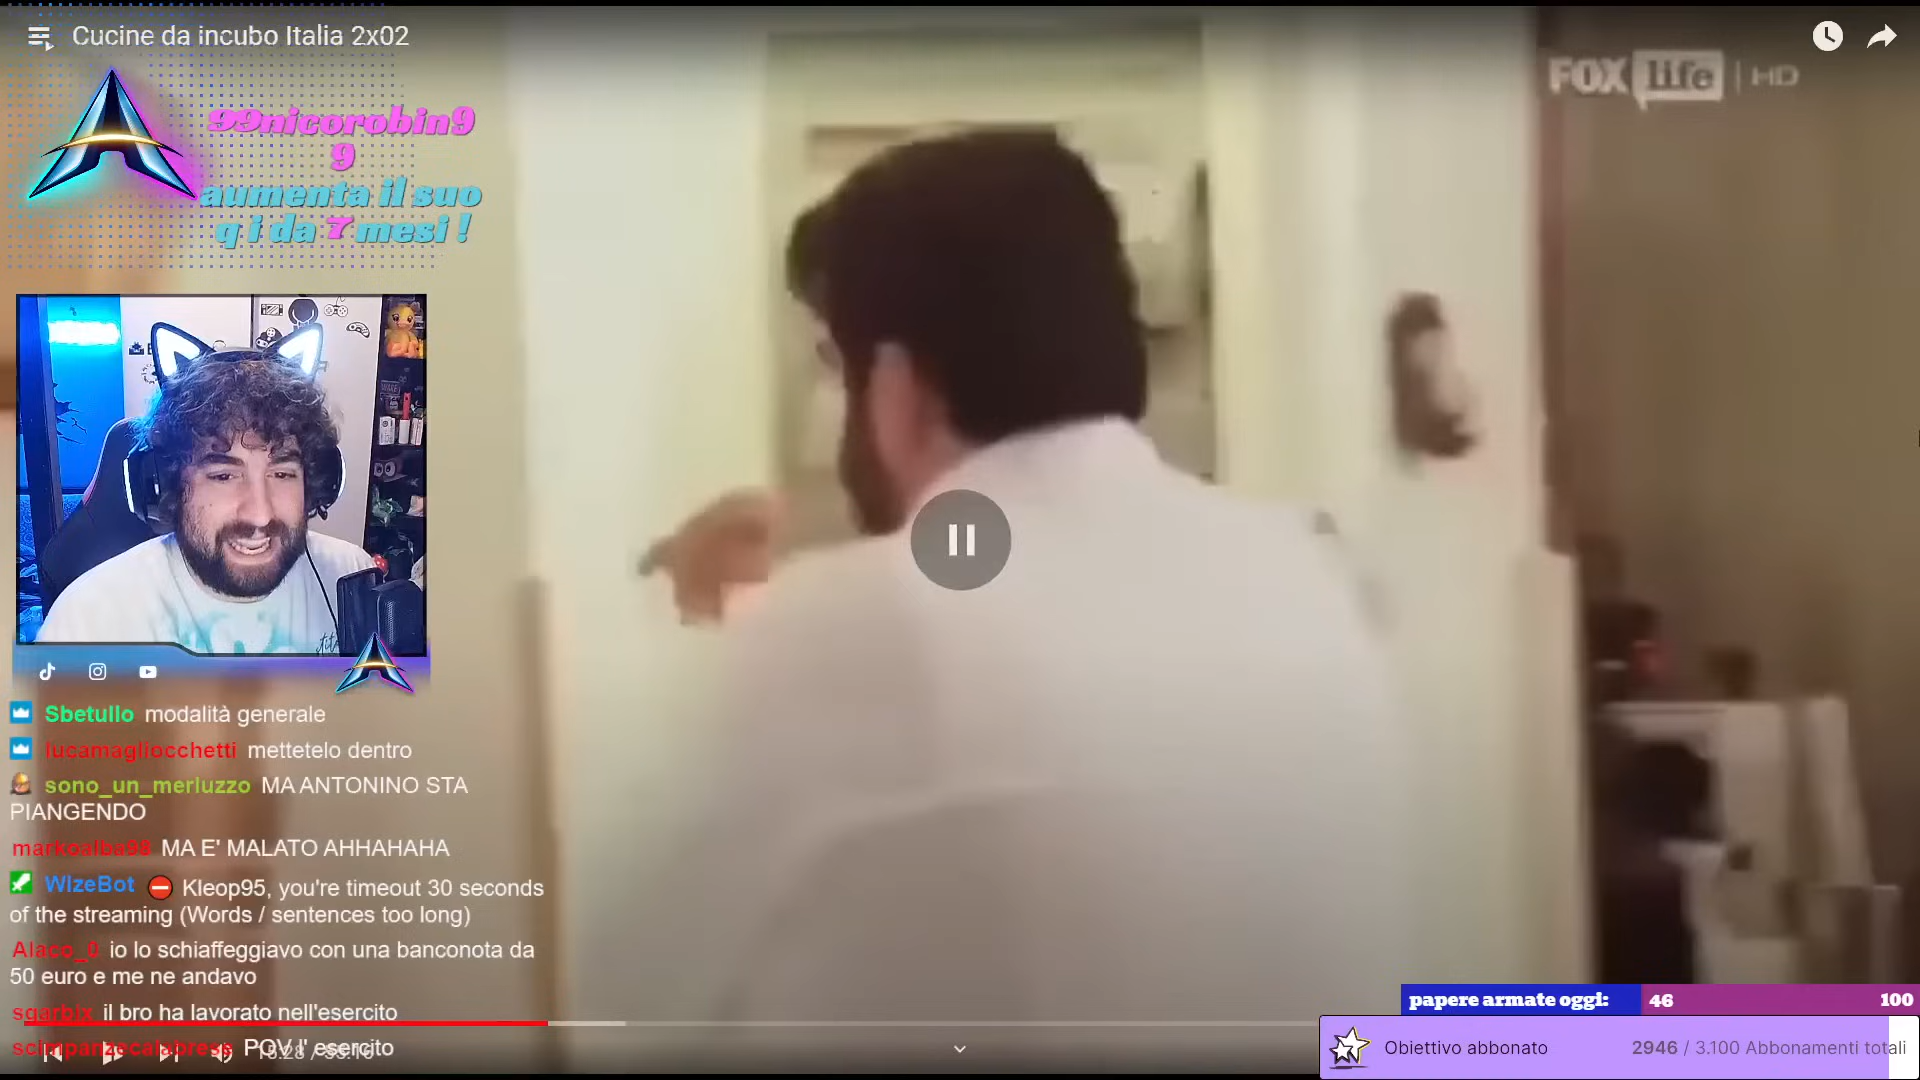 Cucine da incubo Italia 2x02
FOX life HD
99nicorobin9
9
aumenta il suo
q i da 7 mesi !
Sbetullo modalità generale
lucamagliocchetti mettetelo dentro
sono_un_merluzzo MA ANTONINO STA
PIANGENDO
markoalba98 MA E' MALATO AHHAHAHA
WizeBot Kleop95, you're timeout 30 seconds
of the streaming (Words / sentences too long)
Alaco_0 io lo schiaffeggiavo con una banconota da
50 euro e me ne andavo
sgarbix il bro ha lavorato nell'esercito
scimpanzecalabrese POV l' esercito
papere armate oggi: 46 100
Obiettivo abbonato 2946 / 3.100 Abbonamenti totali